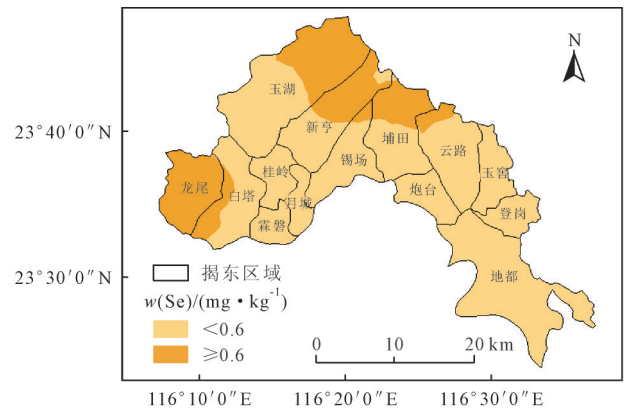 N
玉湖
23°40′0″N
新亨
埔田
云路
锡场
桂岭
玉窖
龙尾
白塔
月城
炮台
登岗
霖磐
23°30′0″N
揭东区域
地都
w(Se)/(mg·kg⁻¹)
<0.6
≥0.6
0 10 20 km
116°10′0″E 116°20′0″E 116°30′0″E